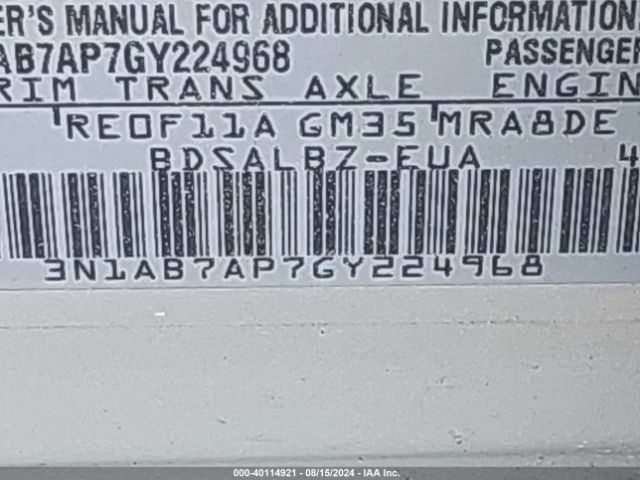 ER'S MANUAL FOR ADDITIONAL INFORMATION
AB7AP7GY224968 PASSENGER
RIM TRANS AXLE ENGIN
RE0F11A GM35 MRA8DE
BDSALBZ-EUA 4
3N1AB7AP7GY224968
000-40114921 - 08/15/2024 - IAA Inc.